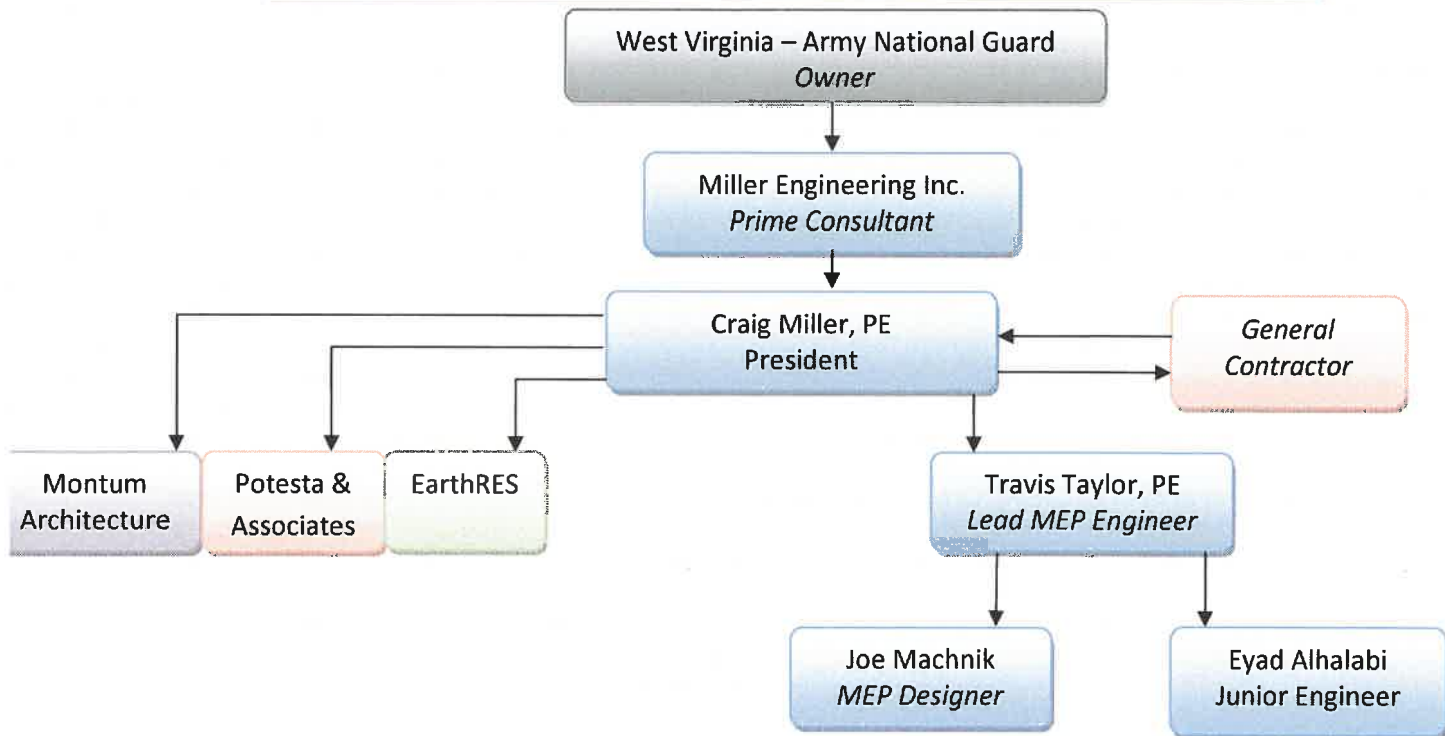 West Virginia – Army National Guard
Owner
Miller Engineering Inc.
Prime Consultant
Craig Miller, PE
President
General
Contractor
Montum
Architecture
Potesta &
Associates
EarthRES
Travis Taylor, PE
Lead MEP Engineer
Joe Machnik
MEP Designer
Eyad Alhalabi
Junior Engineer